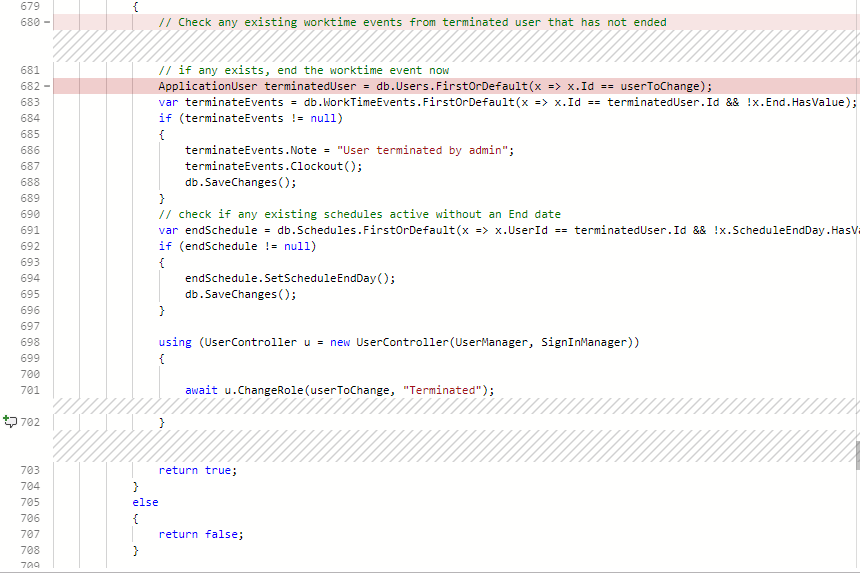 679 {
680 − // Check any existing worktime events from terminated user that has not ended
681 // if any exists, end the worktime event now
682 − ApplicationUser terminatedUser = db.Users.FirstOrDefault(x => x.Id == userToChange);
683 var terminateEvents = db.WorkTimeEvents.FirstOrDefault(x => x.Id == terminatedUser.Id && !x.End.HasValue);
684 if (terminateEvents != null)
685 {
686 terminateEvents.Note = "User terminated by admin";
687 terminateEvents.Clockout();
688 db.SaveChanges();
689 }
690 // check if any existing schedules active without an End date
691 var endSchedule = db.Schedules.FirstOrDefault(x => x.UserId == terminatedUser.Id && !x.ScheduleEndDay.HasVa
692 if (endSchedule != null)
693 {
694 endSchedule.SetScheduleEndDay();
695 db.SaveChanges();
696 }
697
698 using (UserController u = new UserController(UserManager, SignInManager))
699 {
700
701 await u.ChangeRole(userToChange, "Terminated");
702 }
703 return true;
704 }
705 else
706 {
707 return false;
708 }
709